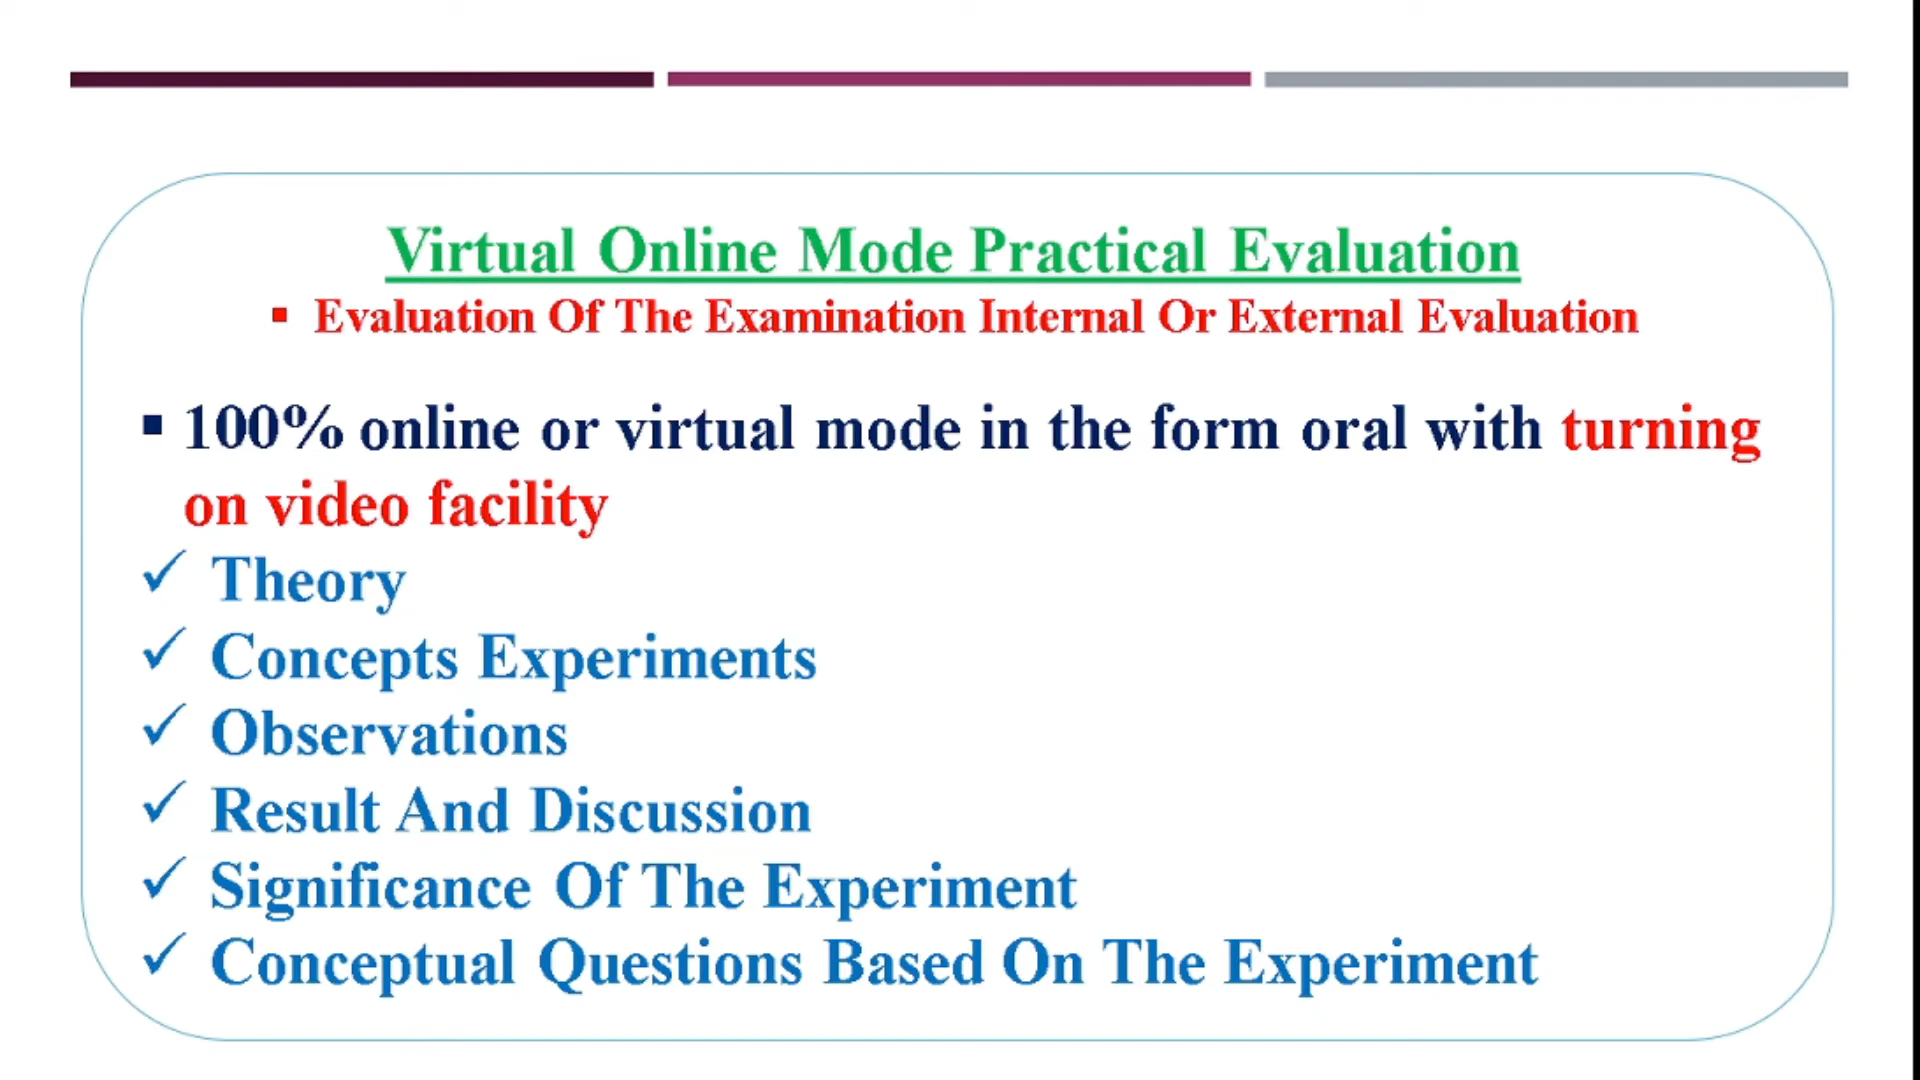 Virtual Online Mode Practical Evaluation
▪ Evaluation Of The Examination Internal Or External Evaluation
▪ 100% online or virtual mode in the form oral with turning
on video facility
✓ Theory
✓ Concepts Experiments
✓ Observations
✓ Result And Discussion
✓ Significance Of The Experiment
✓ Conceptual Questions Based On The Experiment